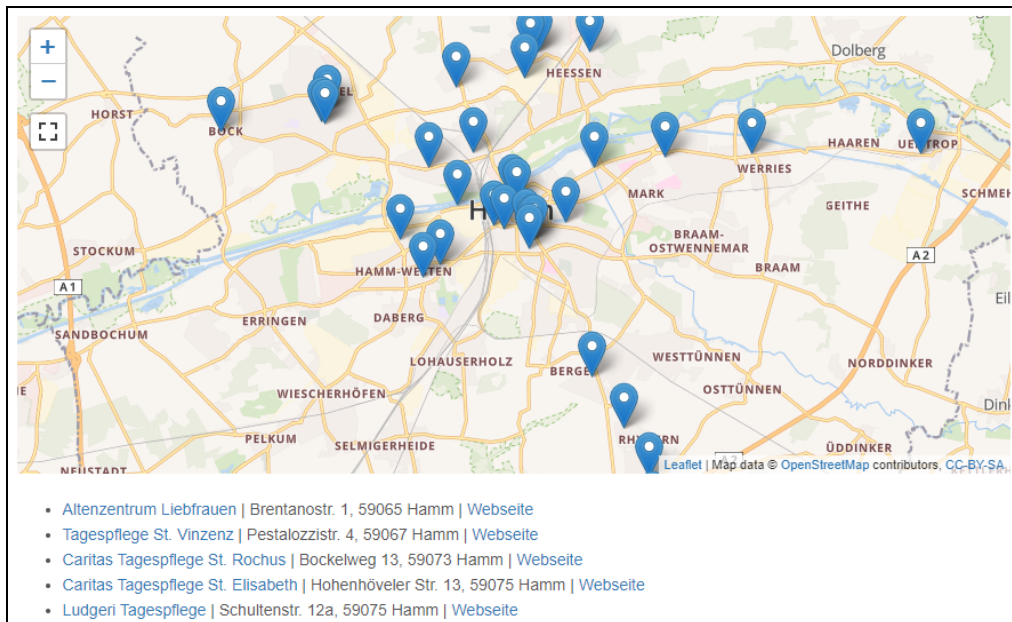 +
Dolberg
−
HEESSEN
HORST
BOCK
HAAREN
WERRIES
MARK
GEITHE
STOCKUM
BRAAM-
OSTWENNEMAR
A 2
HAMM-WESTEN
BRAAM
A 1
ERRINGEN
DABERG
SANDBOCHUM
LOHAUSERHOLZ
WESTTÜNNEN
NORDDINKER
OSTTÜNNEN
WIESCHERHÖFEN
PELKUM
SELMIGERHEIDE
ÜDDINKER
Leaflet | Map data © OpenStreetMap contributors, CC-BY-SA
• Altenzentrum Liebfrauen | Brentanostr. 1, 59065 Hamm | Webseite
• Tagespflege St. Vinzenz | Pestalozzistr. 4, 59067 Hamm | Webseite
• Caritas Tagespflege St. Rochus | Bockelweg 13, 59073 Hamm | Webseite
• Caritas Tagespflege St. Elisabeth | Hohenhöveler Str. 13, 59075 Hamm | Webseite
• Ludgeri Tagespflege | Schultenstr. 12a, 59075 Hamm | Webseite